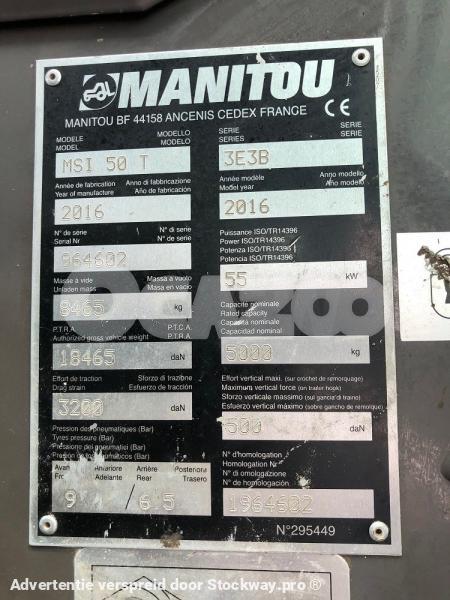 MANITOU
MANITOU BF 44158 ANCENIS CEDEX FRANCE
MODELE MODELLO
MODEL MODELO
MSI 50 T
Année de fabrication Anno di fabbricazione
Year of manufacture Año de fabricación
2016
N° de série N° di serie
Serial Nr N° de serie
964602
Masse à vide Massa a vuoto
Unladen mass Masa en vacio
8465 kg
P.T.R.A. P.T.C.A.
Authorized gross vehicle weight P.T.R.A.
18465 daN
Effort de traction Sforzo di trazione
Drag strain Esfuerzo de tracción
3200 daN
Pression des pneumatiques (Bar)
Tyres pressure (Bar)
Pressione dei pneumatici (Bar)
Presión de los neumáticos (Bar)
Anteriore Arrière Posteriore
Adelante Rear Trasero
/
SERIE SERIE
SERIES SERIE
3E3B
Année modèle Anno modello
Model year Año modelo
2016
Puissance ISO/TR14396
Power ISO/TR14396
Potenza ISO/TR14396
Potencia ISO/TR14396
55 kW
Capacité nominale
Rated capacity
Capacità nominale
Capacidad nominal
5000 kg
Effort vertical maxi. (sur crochet de remorquage)
Maximum vertical force (on trailer hook)
Sforzo verticale massimo (sul gancio di traino)
Esfuerzo vertical máximo (sobre gancho de remolque)
500 daN
N° d'homologation
Homologation Nr
N° di omologazione
N° de homologación
1964602
N°295449
OURZOO
Advertentie verspreid door Stockway.pro ®